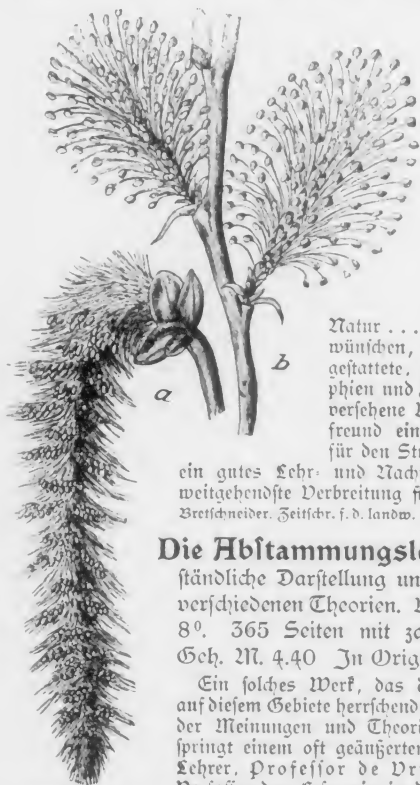 a
b
Natur ...
wünschen,
gestattete,
phien und
versehene
freund ein
für den
ein gutes Lehr- und Nach
weitgehendste Verbreitung
Bretschneider. Zeitschr. f. d. landw.
Die Abstammungsle
ständliche Darstellung un
verschiedenen Theorien.
8⁰. 365 Seiten mit
Geh. M. 4.40 In Orig
Ein solches Werk, das
auf diesem Gebiete herrschend
der Meinungen und Theori
springt einem oft geäußerten
Lehrer, Professor de